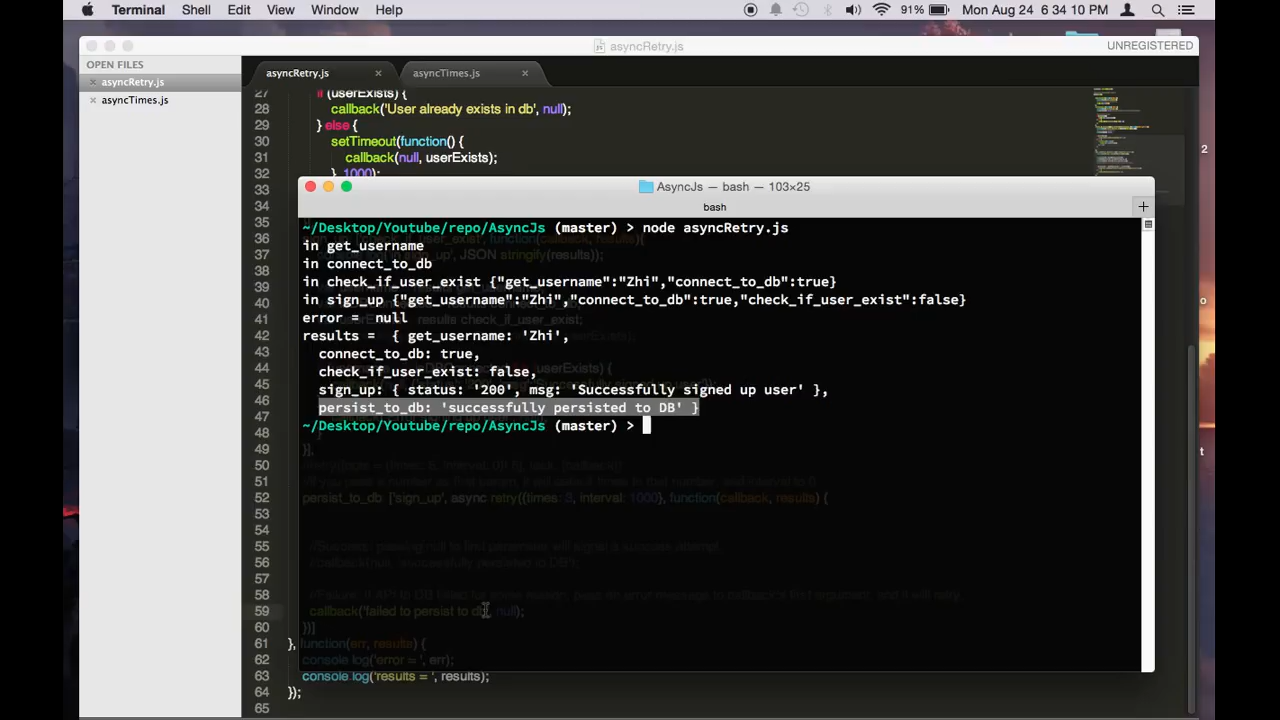 Terminal Shell Edit View Window Help 91% Mon Aug 24 6:34:10 PM
asyncRetry.js UNREGISTERED
OPEN FILES
asyncRetry.js
asyncTimes.js
asyncRetry.js asyncTimes.js
27 if (userExists) {
28 callback('User already exists in db', null);
29 } else {
30 setTimeout(function() {
31 callback(null, userExists);
32 }, 1000);
33
34
35
36
37
38
39
40
41
42
43
44
45
46
47
48
49 }],
50
51
52 persist_to_db ['sign_up', async retry({times: 3, interval: 1000}, function(callback, results) {
53
54
55
56
57
58
59 callback('failed to persist to db', null);
60 })]
61 }, function(err, results) {
62 console log('error = ', err);
63 console.log('results = ', results);
64 });
65
AsyncJs — bash — 103×25
bash
~/Desktop/Youtube/repo/AsyncJs (master) > node asyncRetry.js
in get_username
in connect_to_db
in check_if_user_exist {"get_username":"Zhi","connect_to_db":true}
in sign_up {"get_username":"Zhi","connect_to_db":true,"check_if_user_exist":false}
error = null
results = { get_username: 'Zhi',
connect_to_db: true,
check_if_user_exist: false,
sign_up: { status: '200', msg: 'Successfully signed up user' },
persist_to_db: 'successfully persisted to DB' }
~/Desktop/Youtube/repo/AsyncJs (master) >
2
o
t